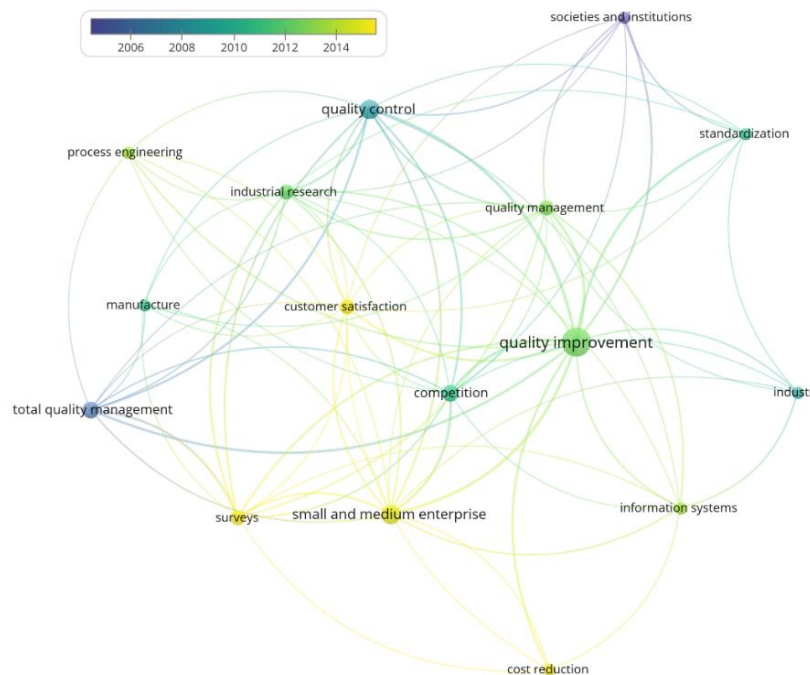 2006 2008 2010 2012 2014
societies and institutions
quality control
standardization
process engineering
industrial research
quality management
manufacture
customer satisfaction
quality improvement
competition
industr
total quality management
small and medium enterprise
surveys
information systems
cost reduction